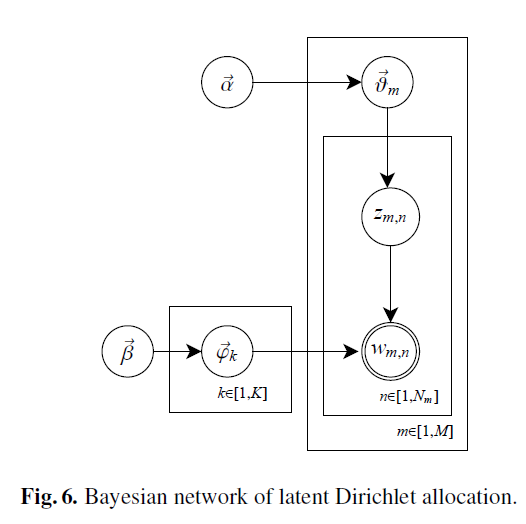 α⃗
ϑ⃗m
zm,n
β⃗
φ⃗k
wm,n
k∈[1,K]
n∈[1,Nm]
m∈[1,M]
Fig. 6. Bayesian network of latent Dirichlet allocation.